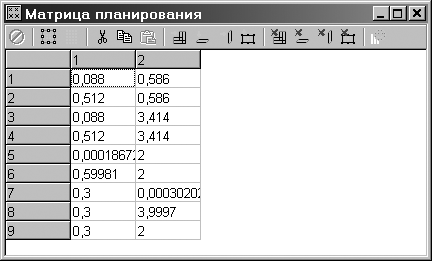 Матрица планирования
1 2
1 0,088 0,586
2 0,512 0,586
3 0,088 3,414
4 0,512 3,414
5 0,00018672 2
6 0,59981 2
7 0,3 0,00030202
8 0,3 3,9997
9 0,3 2